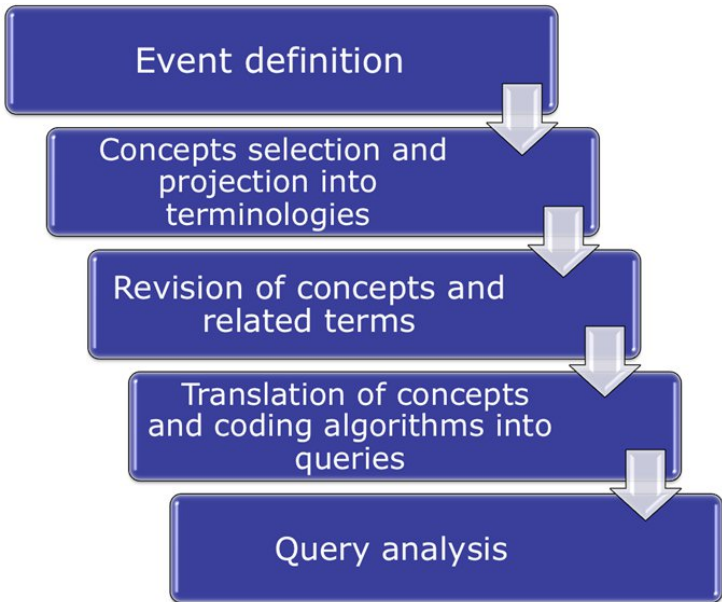 Event definition
Concepts selection and
projection into
terminologies
Revision of concepts and
related terms
Translation of concepts
and coding algorithms into
queries
Query analysis